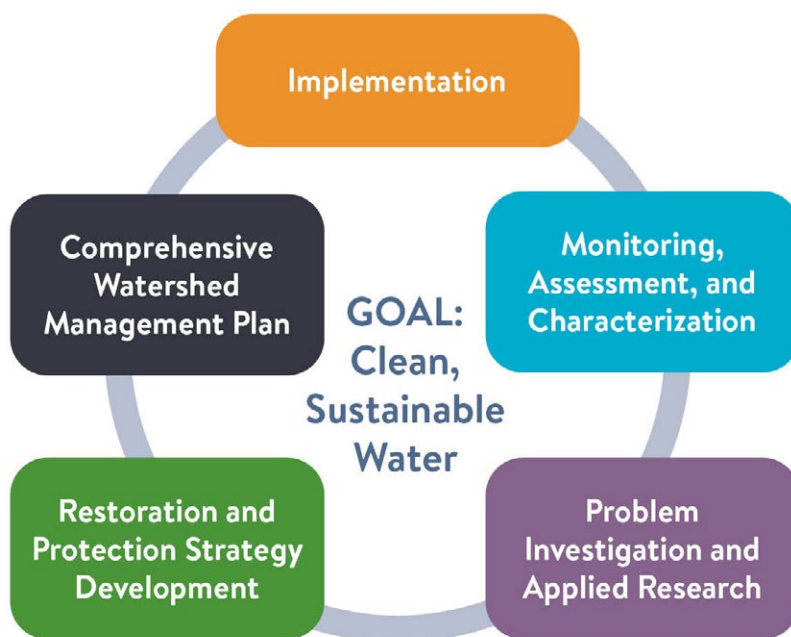 Implementation
Comprehensive
Watershed
Management Plan
Monitoring,
Assessment, and
Characterization
GOAL:
Clean,
Sustainable
Water
Restoration and
Protection Strategy
Development
Problem
Investigation and
Applied Research